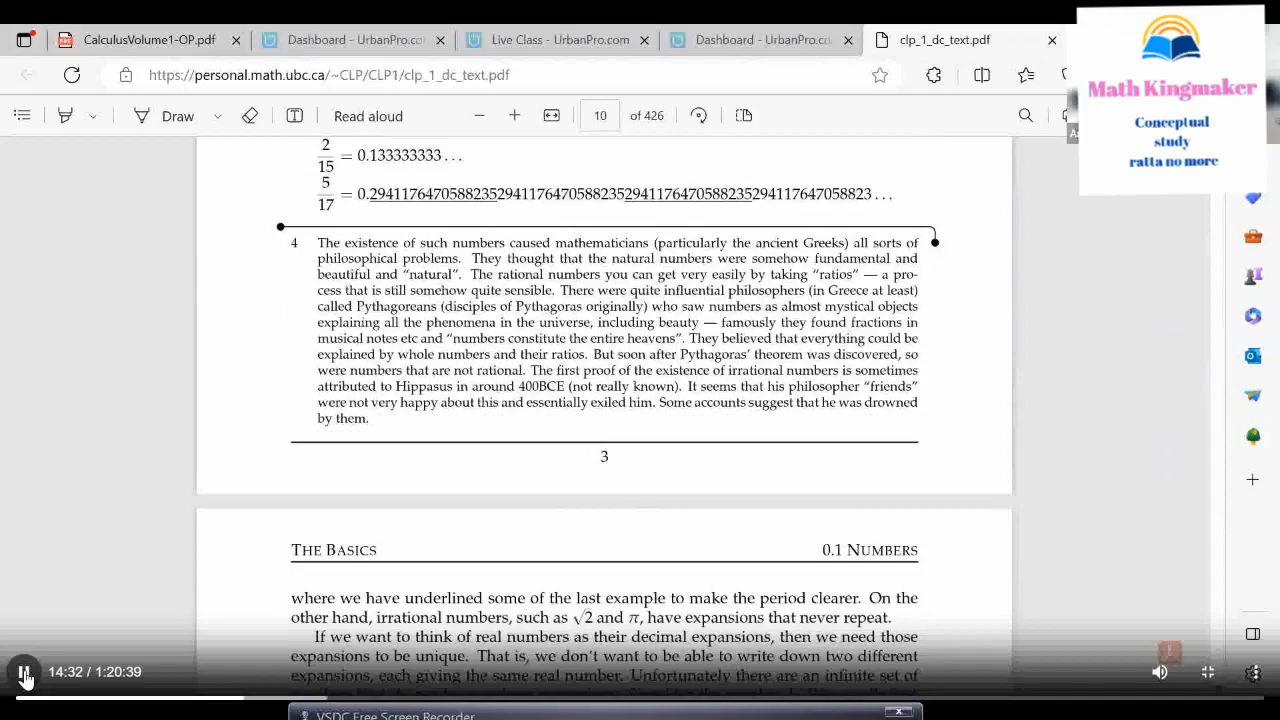 CalculusVolume1-OP.pdf
Dashboard - UrbanPro.co
Live Class - UrbanPro.com
Dashboard - UrbanPro.co
clp_1_dc_text.pdf
https://personal.math.ubc.ca/~CLP/CLP1/clp_1_dc_text.pdf
Draw
Read aloud
10 of 426
Math Kingmaker
Conceptual
study
ratta no more
2/15 = 0.133333333 . . .
5/17 = 0.2941176470588235294117647058823529411764705882352941176470588235 . . .
4 The existence of such numbers caused mathematicians (particularly the ancient Greeks) all sorts of
philosophical problems. They thought that the natural numbers were somehow fundamental and
beautiful and “natural”. The rational numbers you can get very easily by taking “ratios” — a pro-
cess that is still somehow quite sensible. There were quite influential philosophers (in Greece at least)
called Pythagoreans (disciples of Pythagoras originally) who saw numbers as almost mystical objects
explaining all the phenomena in the universe, including beauty — famously they found fractions in
musical notes etc and “numbers constitute the entire heavens”. They believed that everything could be
explained by whole numbers and their ratios. But soon after Pythagoras’ theorem was discovered, so
were numbers that are not rational. The first proof of the existence of irrational numbers is sometimes
attributed to Hippasus in around 400BCE (not really known). It seems that his philosopher “friends”
were not very happy about this and essentially exiled him. Some accounts suggest that he was drowned
by them.
3
THE BASICS
0.1 NUMBERS
where we have underlined some of the last example to make the period clearer. On the
other hand, irrational numbers, such as √2 and π, have expansions that never repeat.
If we want to think of real numbers as their decimal expansions, then we need those
expansions to be unique. That is, we don’t want to be able to write down two different
expansions, each giving the same real number. Unfortunately there are an infinite set of
14:32 / 1:20:39
VSDC Free Screen Recorder